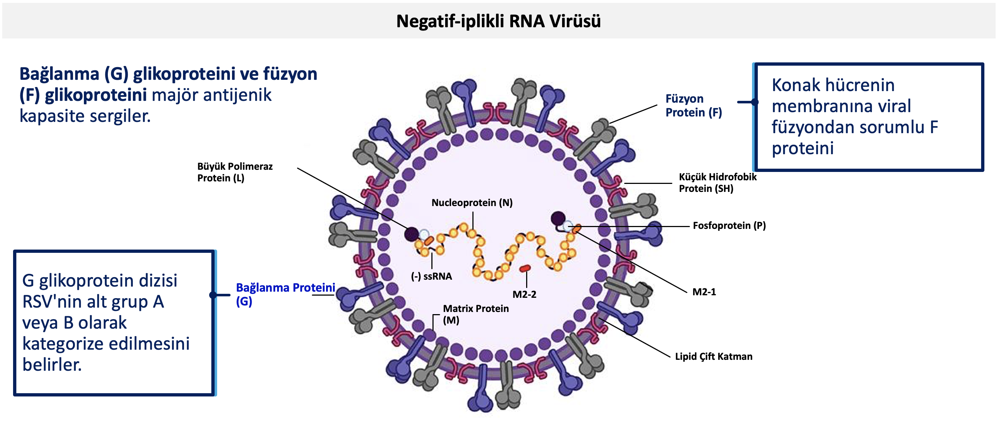 Negatif-iplikli RNA Virüsü
Bağlanma (G) glikoproteini ve füzyon
(F) glikoproteini majör antijenik
kapasite sergiler.
Füzyon
Protein (F)
Konak hücrenin
membranına viral
füzyondan sorumlu F
proteini
Büyük Polimeraz
Protein (L)
Küçük Hidrofobik
Protein (SH)
Nucleoprotein (N)
Fosfoprotein (P)
(-) ssRNA
M2-2
M2-1
G glikoprotein dizisi
RSV'nin alt grup A
veya B olarak
kategorize edilmesini
belirler.
Bağlanma Proteini
(G)
Matrix Protein
(M)
Lipid Çift Katman